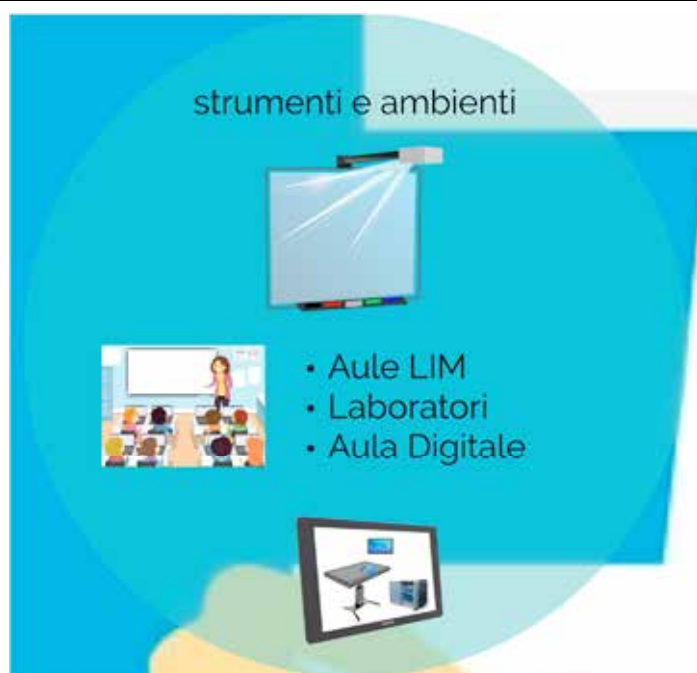 strumenti e ambienti
• Aule LIM
• Laboratori
• Aula Digitale